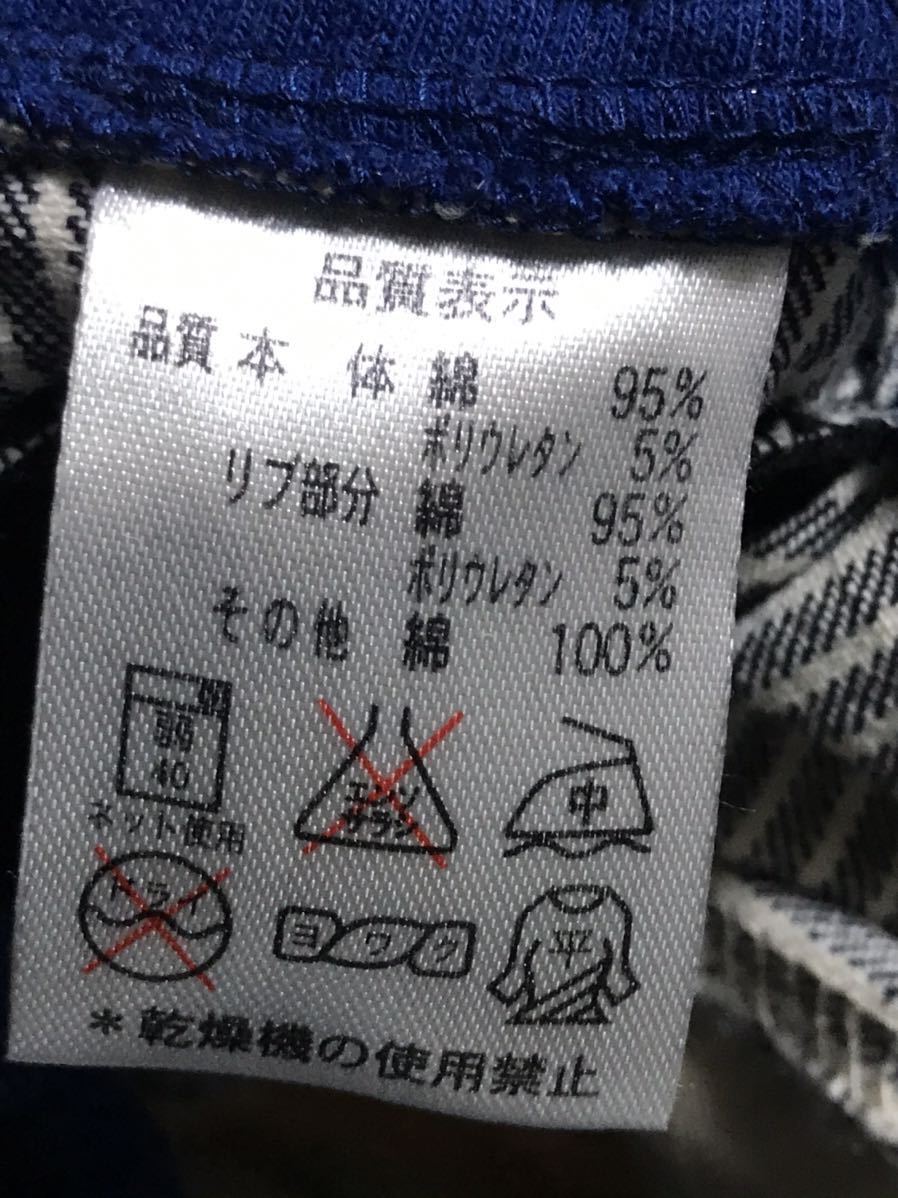 品質表示
品質 本 体 綿 95%
ポリウレタン 5%
リブ部分 綿 95%
ポリウレタン 5%
その他 綿 100%
弱
40
ネット使用
エンソ
サラシ
中
ドライ
ヨワク
平
*乾燥機の使用禁止